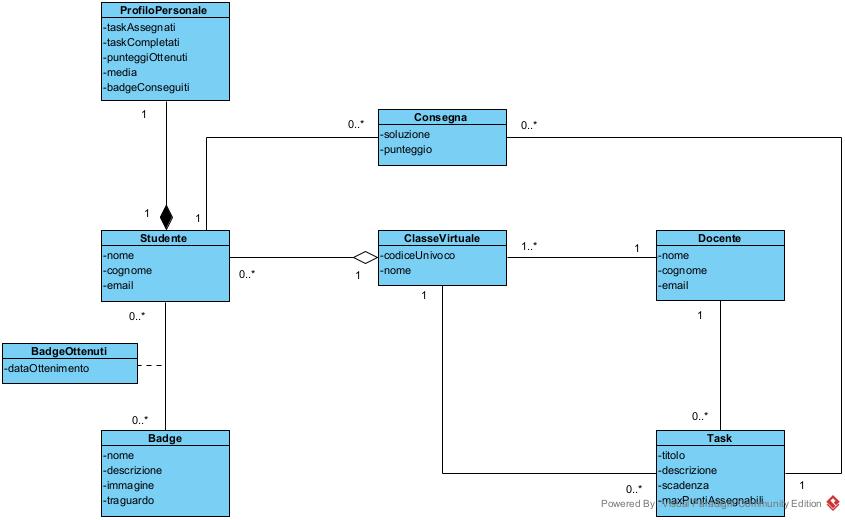 ProfiloPersonale
-taskAssegnati
-taskCompletati
-punteggiOttenuti
-media
-badgeConseguiti
1
1
Consegna
-soluzione
-punteggio
0..*
0..*
1
Studente
-nome
-cognome
-email
0..*
1
ClasseVirtuale
-codiceUnivoco
-nome
1..*
1
Docente
-nome
-cognome
-email
1
1
0..*
BadgeOttenuti
-dataOttenimento
0..*
Badge
-nome
-descrizione
-immagine
-traguardo
0..*
Task
-titolo
-descrizione
-scadenza
-maxPuntiAssegnabili
0..*
1
Powered By Visual Paradigm Community Edition